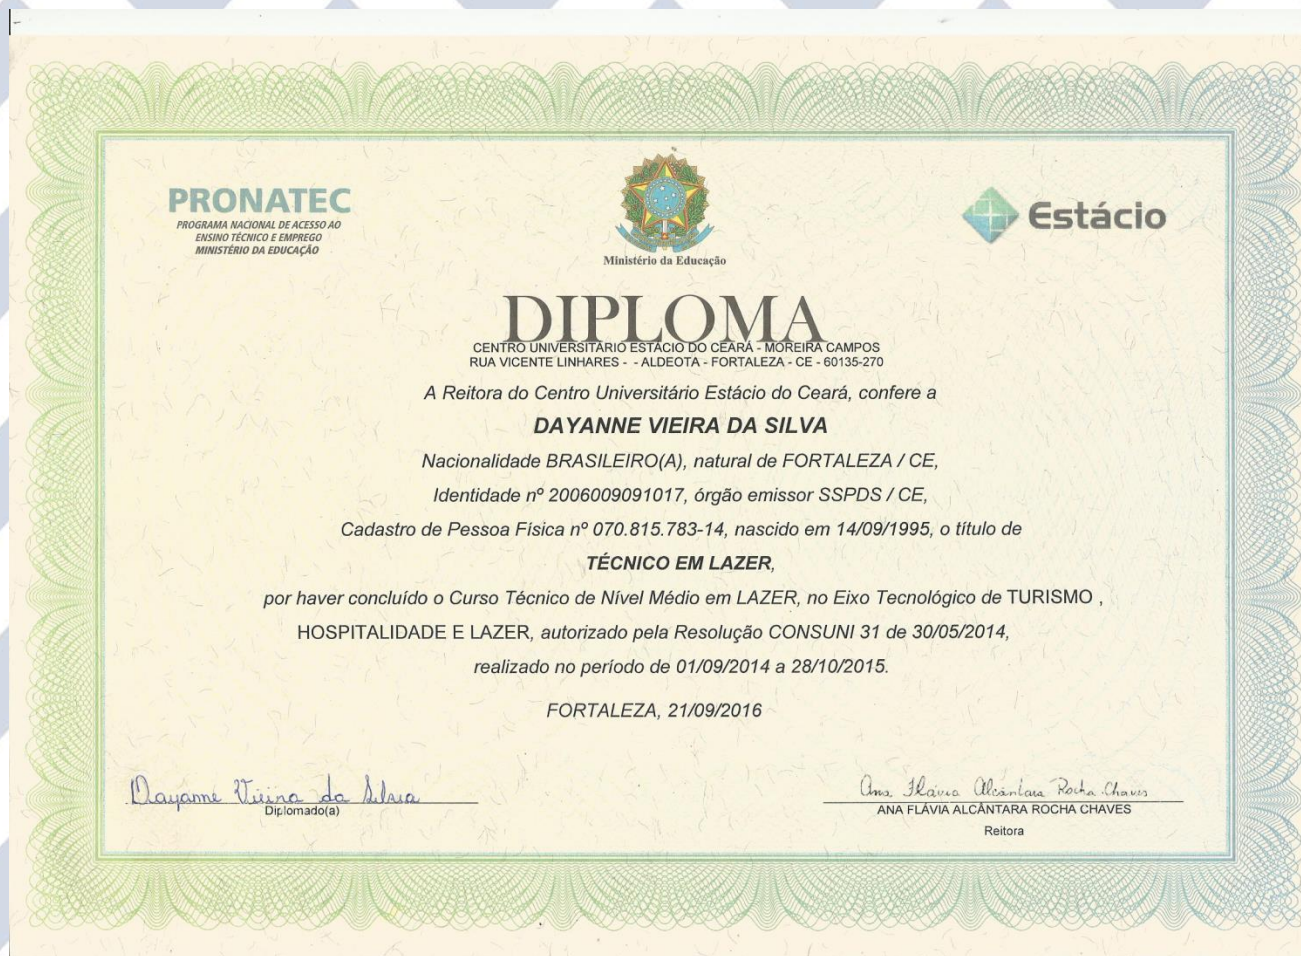 PRONATEC
PROGRAMA NACIONAL DE ACESSO AO
ENSINO TÉCNICO E EMPREGO
MINISTÉRIO DA EDUCAÇÃO
Ministério da Educação
Estácio
DIPLOMA
CENTRO UNIVERSITÁRIO ESTÁCIO DO CEARÁ - MOREIRA CAMPOS
RUA VICENTE LINHARES - - ALDEOTA - FORTALEZA - CE - 60135-270
A Reitora do Centro Universitário Estácio do Ceará, confere a
DAYANNE VIEIRA DA SILVA
Nacionalidade BRASILEIRO(A), natural de FORTALEZA / CE,
Identidade nº 2006009091017, órgão emissor SSPDS / CE,
Cadastro de Pessoa Física nº 070.815.783-14, nascido em 14/09/1995, o título de
TÉCNICO EM LAZER,
por haver concluído o Curso Técnico de Nível Médio em LAZER, no Eixo Tecnológico de TURISMO ,
HOSPITALIDADE E LAZER, autorizado pela Resolução CONSUNI 31 de 30/05/2014,
realizado no período de 01/09/2014 a 28/10/2015.
FORTALEZA, 21/09/2016
Dayanne Vieira da Silva
Diplomado(a)
Ana Flávia Alcântara Rocha Chaves
ANA FLÁVIA ALCÂNTARA ROCHA CHAVES
Reitora